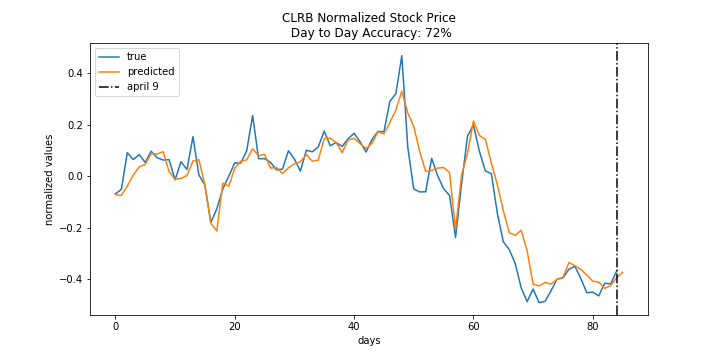 CLRB Normalized Stock Price
Day to Day Accuracy: 72%
true
predicted
april 9
normalized values
0.4
0.2
0.0
−0.2
−0.4
0 20 40 60 80
days